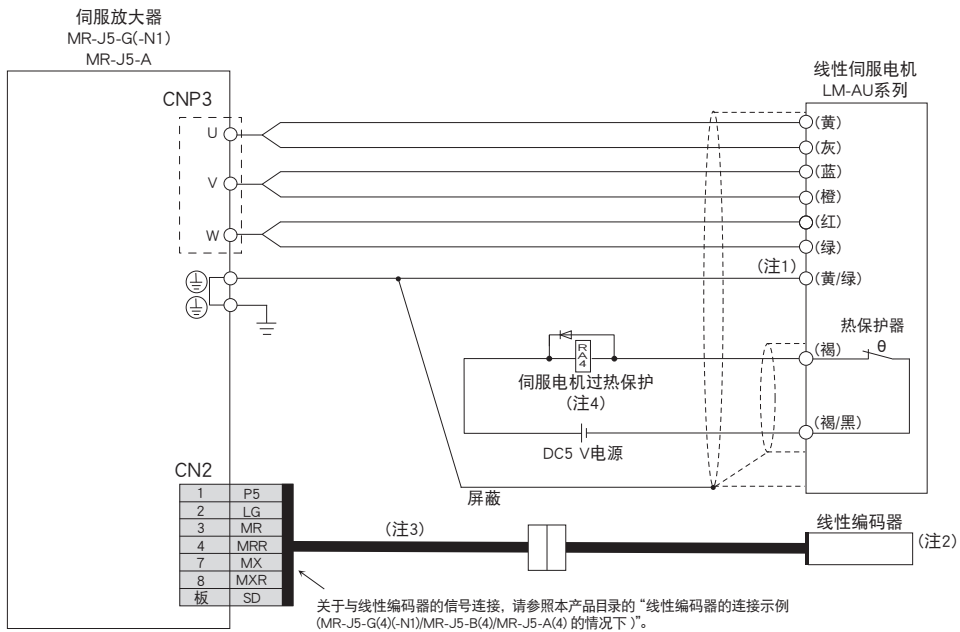 伺服放大器
MR-J5-G(-N1)
MR-J5-A
线性伺服电机
LM-AU系列
CNP3
U
V
W
(黄)
(灰)
(蓝)
(橙)
(红)
(绿)
(注1)
(黄/绿)
热保护器
θ
(褐)
RA4
伺服电机过热保护
(注4)
(褐/黑)
DC5 V电源
屏蔽
CN2
1 P5
2 LG
3 MR
4 MRR
7 MX
8 MXR
板 SD
(注3)
线性编码器
(注2)
关于与线性编码器的信号连接, 请参照本产品目录的“线性编码器的连接示例
(MR-J5-G(4)(-N1)/MR-J5-B(4)/MR-J5-A(4) 的情况下 )”。